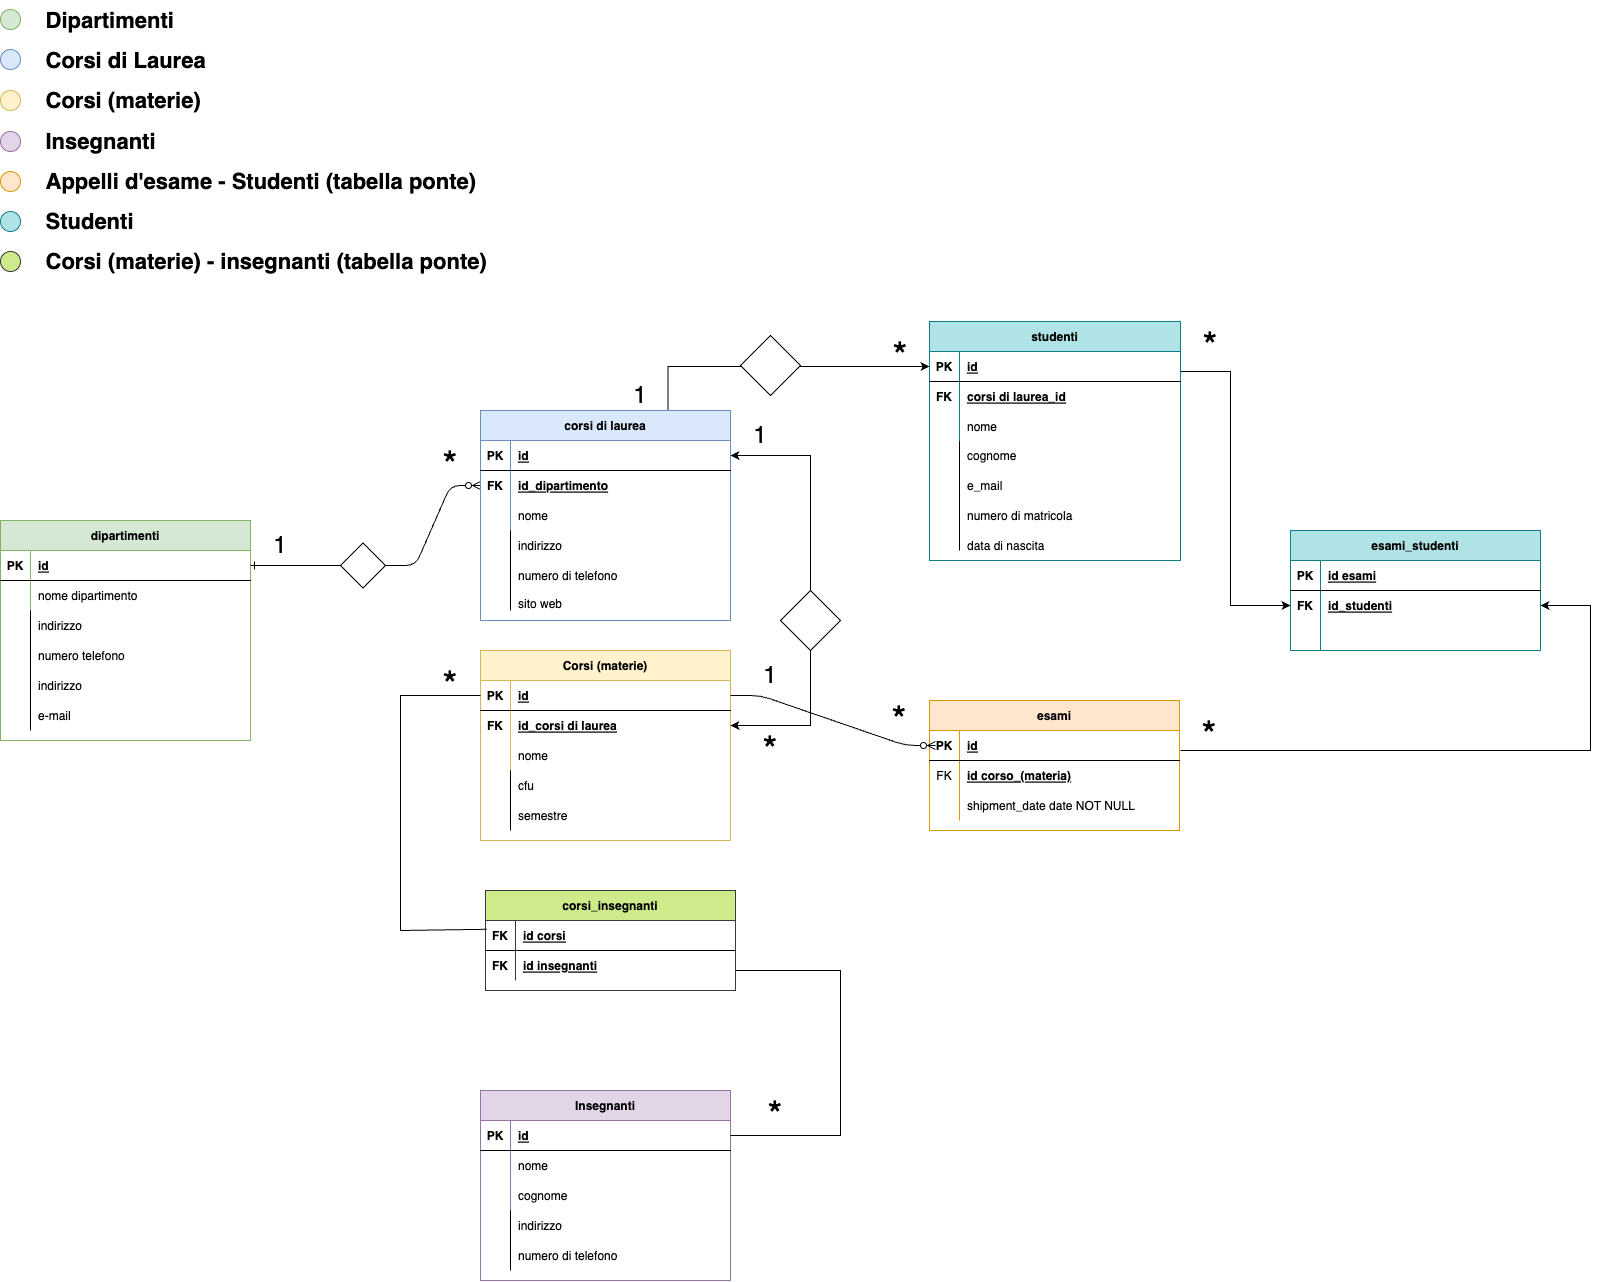 Dipartimenti
Corsi di Laurea
Corsi (materie)
Insegnanti
Appelli d'esame - Studenti (tabella ponte)
Studenti
Corsi (materie) - insegnanti (tabella ponte)
studenti
*
*
PK id
FK corsi di laurea_id
nome
cognome
e_mail
numero di matricola
data di nascita
1
corsi di laurea
1
*
PK id
FK id_dipartimento
nome
indirizzo
numero di telefono
sito web
dipartimenti
1
PK id
nome dipartimento
indirizzo
numero telefono
indirizzo
e-mail
esami_studenti
PK id esami
FK id_studenti
Corsi (materie)
*
1
PK id
FK id_corsi di laurea
*
nome
cfu
semestre
esami
*
*
PK id
FK id corso_(materia)
shipment_date date NOT NULL
corsi_insegnanti
FK id corsi
FK id insegnanti
Insegnanti
*
PK id
nome
cognome
indirizzo
numero di telefono